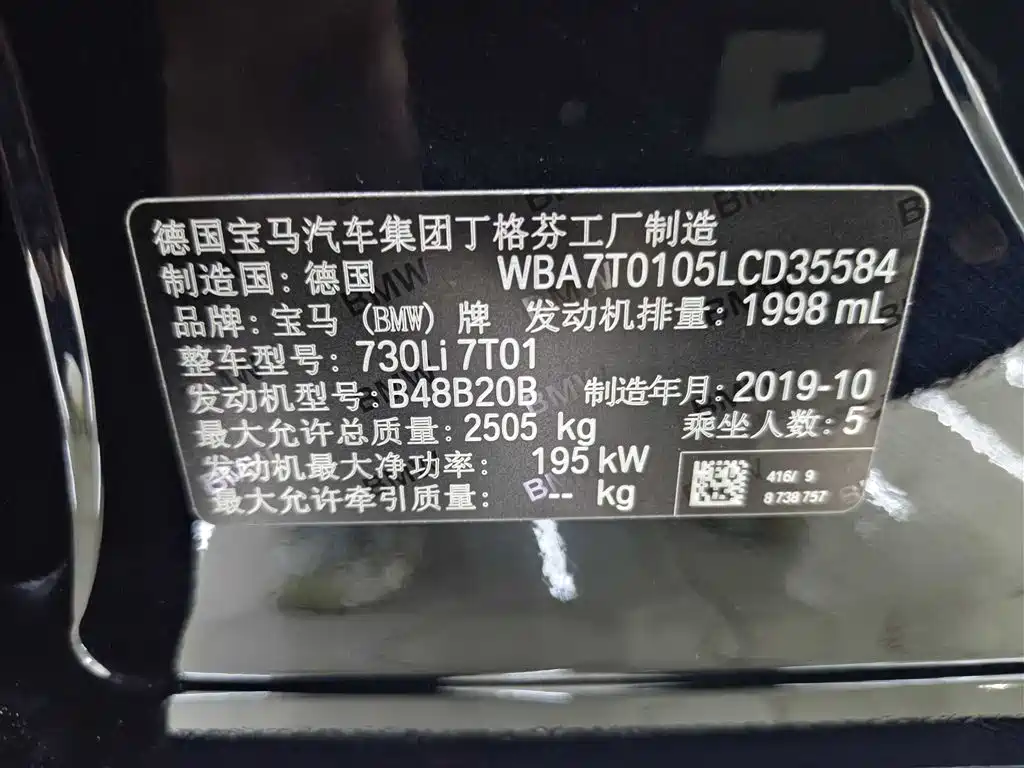 德国宝马汽车集团丁格芬工厂制造
制造国：德国 WBA7T0105LCD35584
品牌：宝马 (BMW) 牌 发动机排量：1998 mL
整车型号：730Li 7T01
发动机型号：B48B20B 制造年月：2019-10
最大允许总质量：2505 kg 乘坐人数：5
发动机最大净功率： 195 kW
最大允许牵引质量： -- kg
416/ 9
8 738 757
BMW
BMW
BMW
BMW